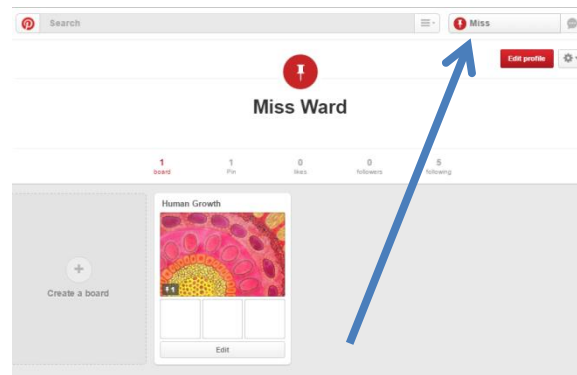 Search
Miss
Edit profile
Miss Ward
1 1 0 0 5
board Pin likes followers following
Human Growth
1
Create a board
Edit